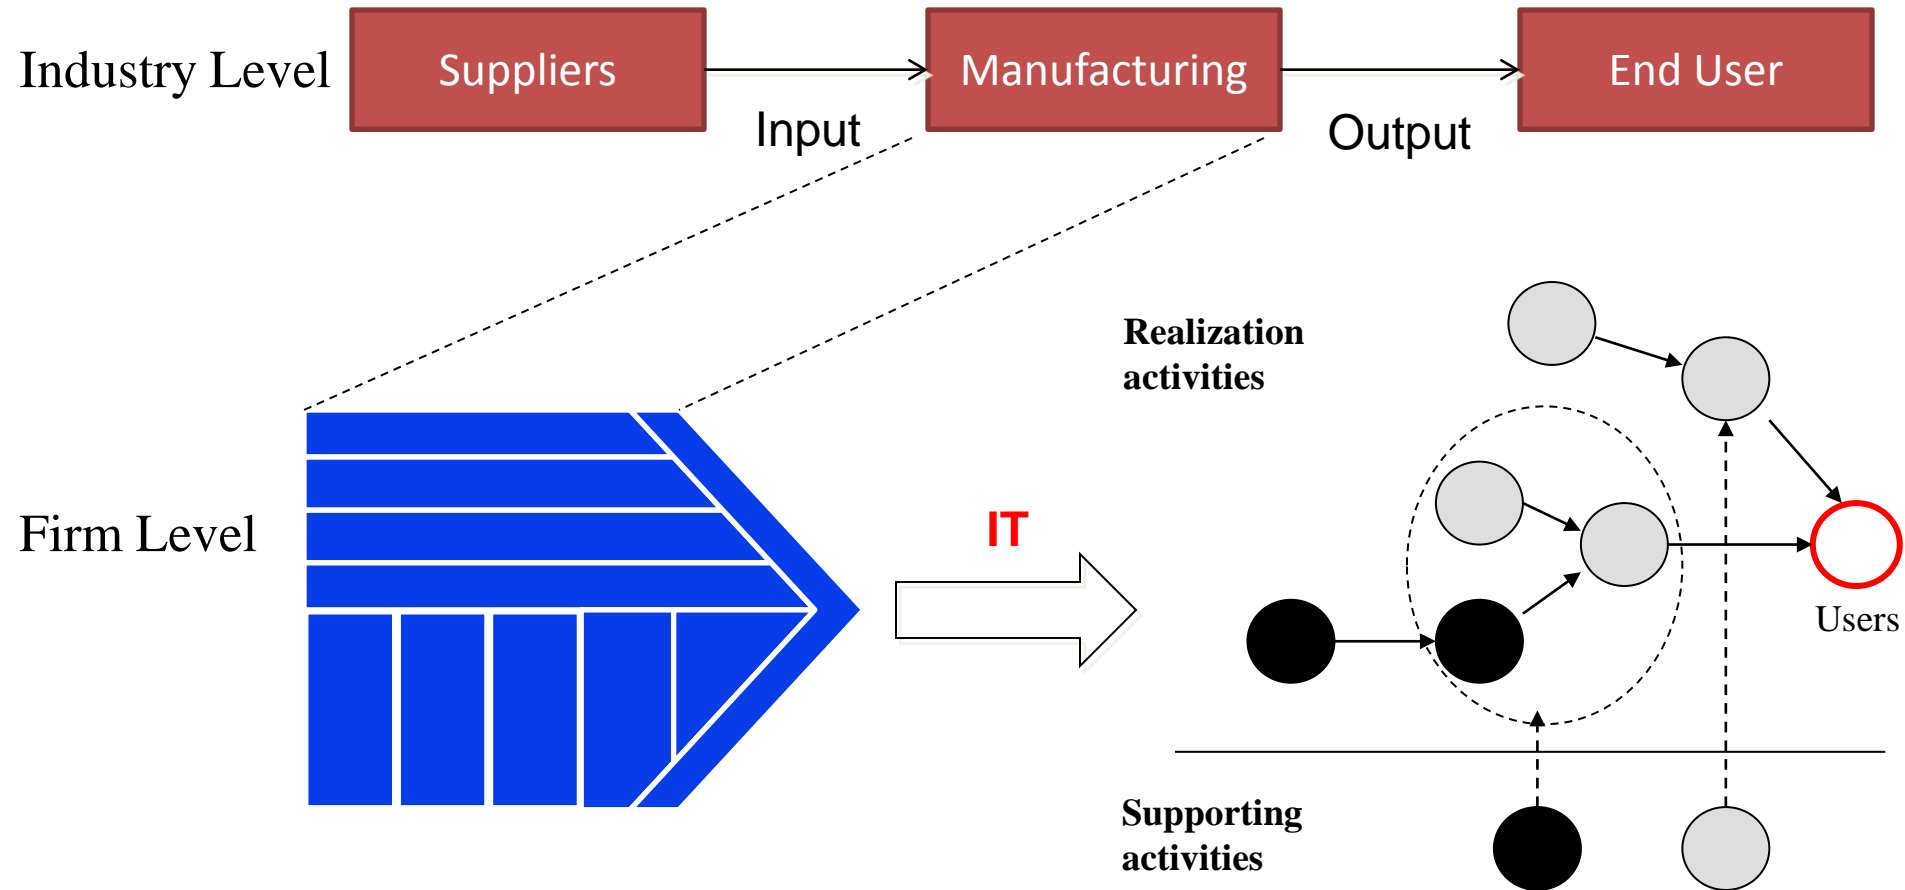 Industry Level
Suppliers
Manufacturing
End User
Input
Output
Realization
activities
Firm Level
IT
Users
Supporting
activities